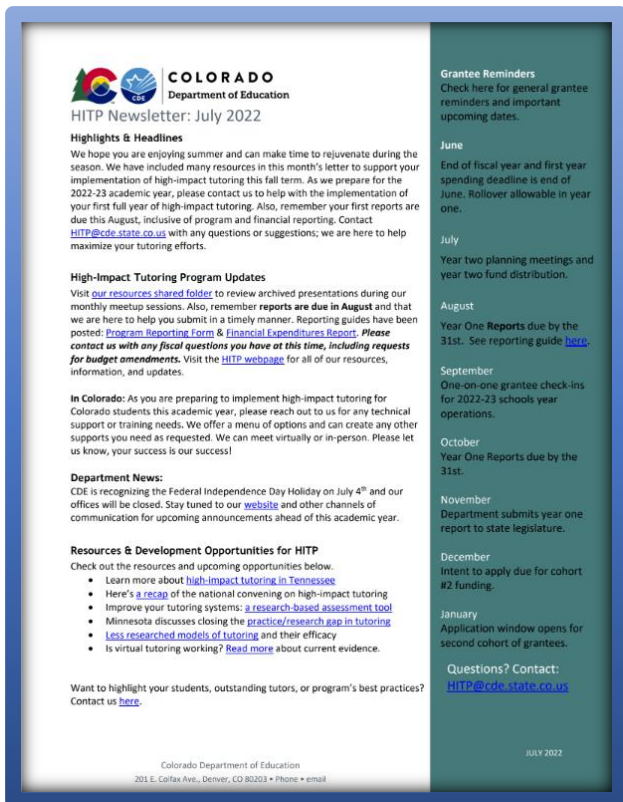 COLORADO
CDE
Department of Education
HITP Newsletter: July 2022
Highlights & Headlines
We hope you are enjoying summer and can make time to rejuvenate during the
season. We have included many resources in this month's letter to support your
implementation of high-impact tutoring this fall term. As we prepare for the
2022-23 academic year, please contact us to help with the implementation of
your first full year of high-impact tutoring. Also, remember your first reports are
due this August, inclusive of program and financial reporting. Contact
HITP@cde.state.co.us with any questions or suggestions; we are here to help
maximize your tutoring efforts.
High-Impact Tutoring Program Updates
Visit our resources shared folder to review archived presentations during our
monthly meetup sessions. Also, remember reports are due in August and that
we are here to help you submit in a timely manner. Reporting guides have been
posted: Program Reporting Form & Financial Expenditures Report. Please
contact us with any fiscal questions you have at this time, including requests
for budget amendments. Visit the HITP webpage for all of our resources,
information, and updates.
In Colorado: As you are preparing to implement high-impact tutoring for
Colorado students this academic year, please reach out to us for any technical
support or training needs. We offer a menu of options and can create any other
supports you need as requested. We can meet virtually or in-person. Please let
us know, your success is our success!
Department News:
CDE is recognizing the Federal Independence Day Holiday on July 4th and our
offices will be closed. Stay tuned to our website and other channels of
communication for upcoming announcements ahead of this academic year.
Resources & Development Opportunities for HITP
Check out the resources and upcoming opportunities below.
• Learn more about high-impact tutoring in Tennessee
• Here's a recap of the national convening on high-impact tutoring
• Improve your tutoring systems: a research-based assessment tool
• Minnesota discusses closing the practice/research gap in tutoring
• Less researched models of tutoring and their efficacy
• Is virtual tutoring working? Read more about current evidence.
Want to highlight your students, outstanding tutors, or program's best practices?
Contact us here.
Colorado Department of Education
201 E. Colfax Ave., Denver, CO 80203 • Phone • email
Grantee Reminders
Check here for general grantee
reminders and important
upcoming dates.
June
End of fiscal year and first year
spending deadline is end of
June. Rollover allowable in year
one.
July
Year two planning meetings and
year two fund distribution.
August
Year One Reports due by the
31st. See reporting guide here.
September
One-on-one grantee check-ins
for 2022-23 schools year
operations.
October
Year One Reports due by the
31st.
November
Department submits year one
report to state legislature.
December
Intent to apply due for cohort
#2 funding.
January
Application window opens for
second cohort of grantees.
Questions? Contact:
HITP@cde.state.co.us
JULY 2022